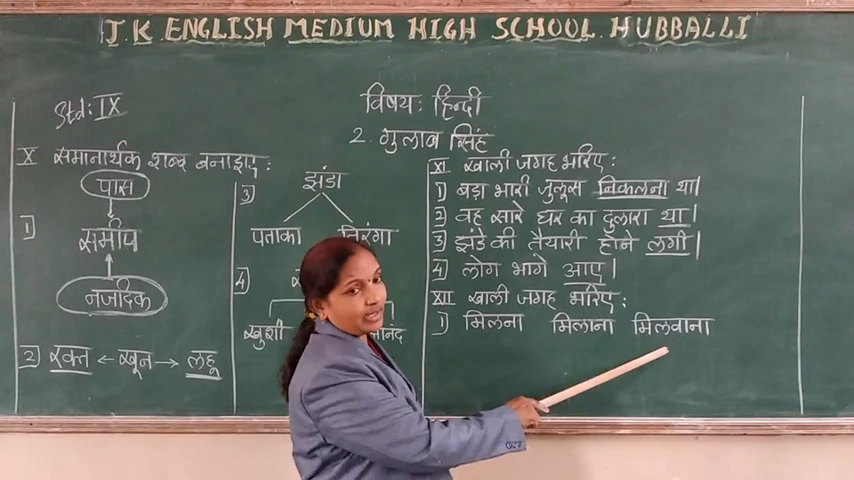 J.K ENGLISH MEDIUM HIGH SCHOOL. HUBBALLI
Std: IX
विषय: हिन्दी
2. गुलाब सिंह
X समानार्थक शब्द बनाइए:
पास
1) समीप
नजदिक
2) रक्त ← खून → लहू
3) झंडा
पताका तिरंगा
4)
खुशी
XI खाली जगह भरिए:
1) बड़ा भारी जुलूस निकलना था|
2) वह सारे घर का दुलारा था|
3) झंडे की तैयारी होने लगी|
4) लोग भागे आए|
XII खाली जगह भरिए:
1) मिलना मिलाना मिलवाना